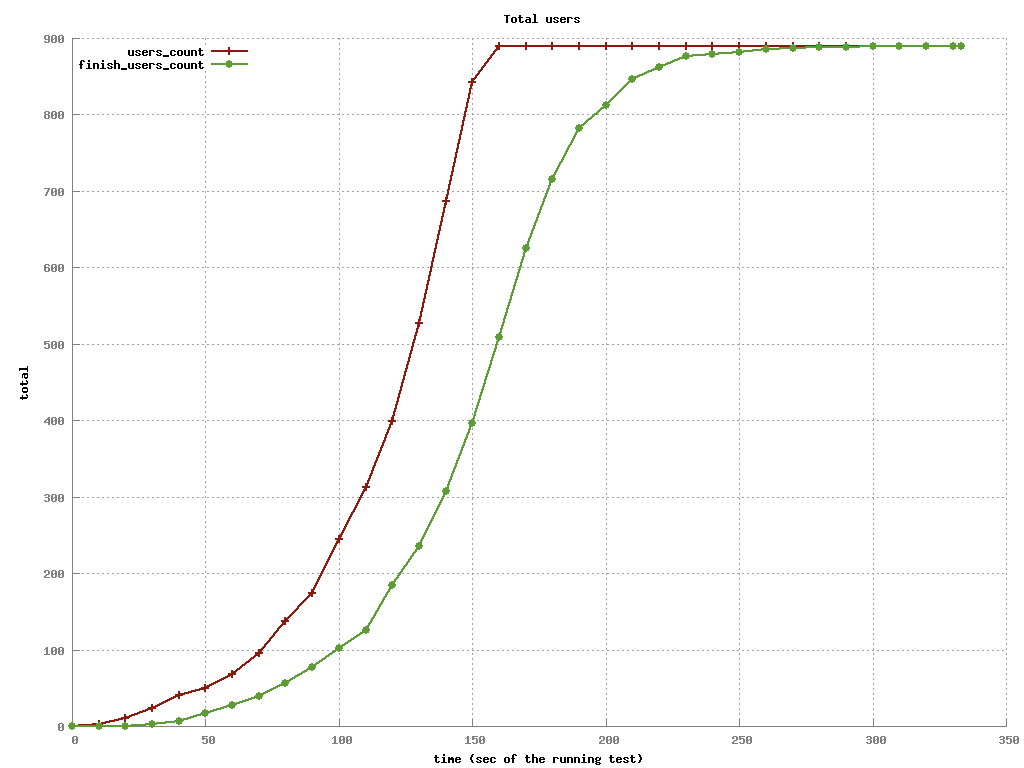 Total users
users_count
finish_users_count
900
800
700
600
500
400
300
200
100
0
total
0 50 100 150 200 250 300 350
time (sec of the running test)